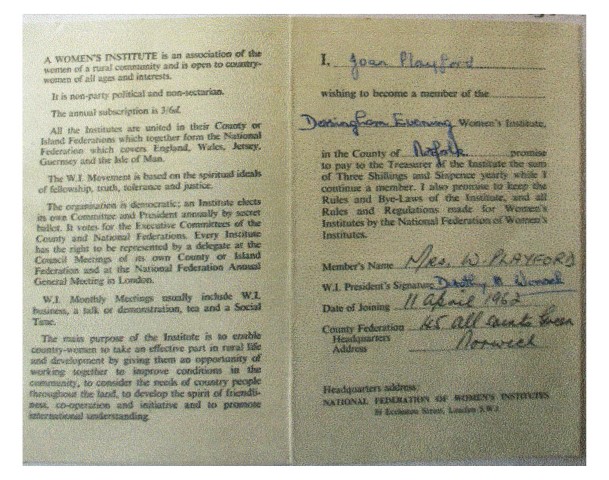 A WOMEN'S INSTITUTE is an association of the
women of a rural community and is open to country-
women of all ages and interests.
It is non-party political and non-sectarian.
The annual subscription is 3/6d.
All the Institutes are united in their County or
Island Federations which together form the National
Federation which covers England, Wales, Jersey,
Guernsey and the Isle of Man.
The W.I. Movement is based on the spiritual ideals
of fellowship, truth, tolerance and justice.
The organisation is democratic; an Institute elects
its own Committee and President annually by secret
ballot. It votes for the Executive Committees of the
County and National Federations. Every Institute
has the right to be represented by a delegate at the
Council Meetings of its own County or Island
Federation and at the National Federation Annual
General Meeting in London.
W.I. Monthly Meetings usually include W.I.
business, a talk or demonstration, tea and a Social
Time.
The main purpose of the Institute is to enable
country-women to take an effective part in rural life
and development by giving them an opportunity of
working together to improve conditions in the
community, to consider the needs of country people
throughout the land, to develop the spirit of friendli-
ness, co-operation and initiative and to promote
international understanding.
I, Joan Playford
wishing to become a member of the
Dersingham Evening Women's Institute,
in the County of Norfolk promise
to pay to the Treasurer of the Institute the sum
of Three Shillings and Sixpence yearly while I
continue a member. I also promise to keep the
Rules and Bye-Laws of the Institute, and all
Rules and Regulations made for Women's
Institutes by the National Federation of Women's
Institutes.
Member's Name Mrs. W. PLAYFORD
W.I. President's Signature Dorothy
Date of Joining 11 April 1962
County Federation 45 All Saints Green
Headquarters
Address Norwich
Headquarters address:
NATIONAL FEDERATION OF WOMEN'S INSTITUTES
39 Eccleston Street, London S.W.1